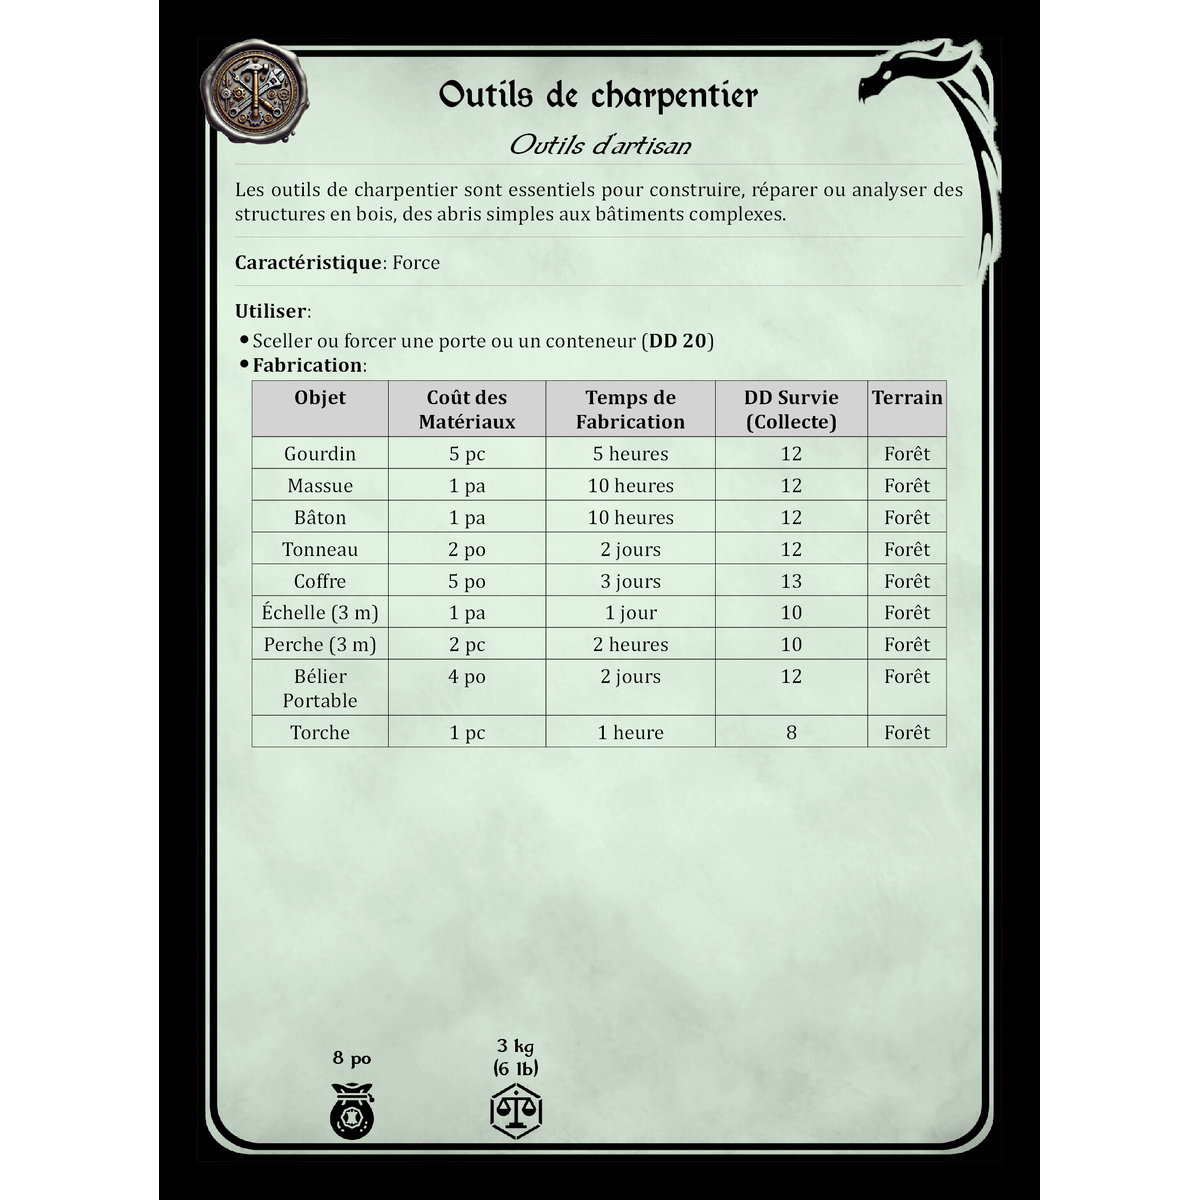 Outils de charpentier
Outils d'artisan
Les outils de charpentier sont essentiels pour construire, réparer ou analyser des
structures en bois, des abris simples aux bâtiments complexes.
Caractéristique: Force
Utiliser:
• Sceller ou forcer une porte ou un conteneur (DD 20)
• Fabrication:
Objet Coût des Matériaux Temps de Fabrication DD Survie (Collecte) Terrain
Gourdin 5 pc 5 heures 12 Forêt
Massue 1 pa 10 heures 12 Forêt
Bâton 1 pa 10 heures 12 Forêt
Tonneau 2 po 2 jours 12 Forêt
Coffre 5 po 3 jours 13 Forêt
Échelle (3 m) 1 pa 1 jour 10 Forêt
Perche (3 m) 2 pc 2 heures 10 Forêt
Bélier Portable 4 po 2 jours 12 Forêt
Torche 1 pc 1 heure 8 Forêt
8 po
3 kg
(6 lb)